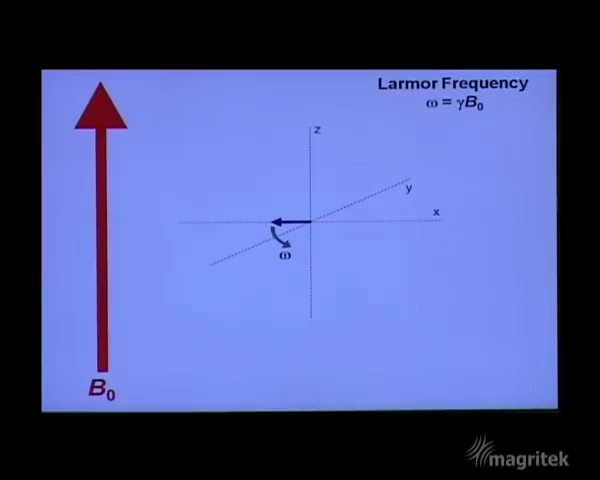 Larmor Frequency
ω = γB₀
z
y
x
ω
B₀
magritek